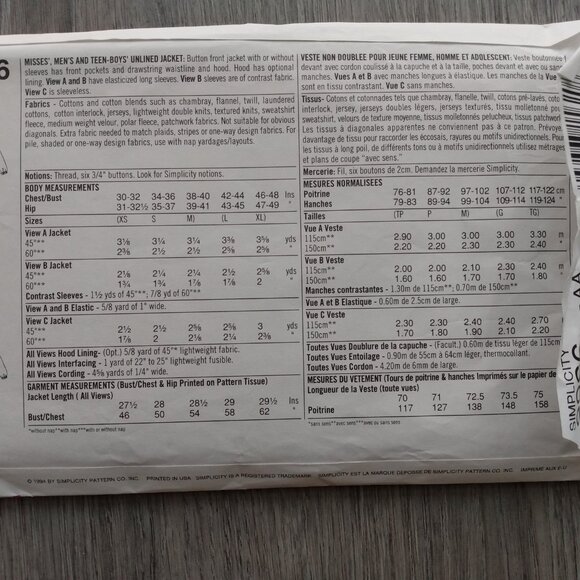 6
MISSES', MEN'S AND TEEN-BOYS' UNLINED JACKET: Button front jacket with or without
sleeves has front pockets and drawstring waistline and hood. Hood has optional
lining. View A and B have elasticized long sleeves. View B sleeves are of contrast fabric.
View C is sleeveless.
Fabrics - Cottons and cotton blends such as chambray, flannel, twill, laundered
cottons, cotton interlock, jerseys, lightweight double knits, textured knits, sweatshirt
fleece, medium weight velour, polar fleece, patchwork fabrics. Not suitable for obvious
diagonals. Extra fabric needed to match plaids, stripes or one-way design fabrics. For
pile, shaded or one-way design fabrics, use with nap yardages/layouts.
Notions: Thread, six 3/4" buttons. Look for Simplicity notions.
BODY MEASUREMENTS
Chest/Bust 30-32 34-36 38-40 42-44 46-48 Ins
Hip 31-32½ 35-37 39-41 43-45 47-49 "
Sizes (XS) (S) (M) (L) (XL)
View A Jacket
45"** 3⅛ 3¼ 3¼ 3⅜ 3⅝ yds
60"** 2⅜ 2½ 2½ 2½ 2⅝ "
View B Jacket
45"** 2⅛ 2¼ 2¼ 2½ 2⅝ yds
60"** 1¾ 1¾ 1⅞ 1⅞ 2 "
Contrast Sleeves - 1½ yds of 45"**; 7/8 yd of 60"**
View A and B Elastic - 5/8 yard of 1" wide.
View C Jacket
45"** 2½ 2½ 2⅝ 2⅝ 3 yds
60"** 1⅞ 2 2⅛ 2¼ 2⅜ "
All Views Hood Lining- (Opt.) 5/8 yard of 45"** lightweight fabric.
All Views Interfacing - 1 yard of 22" to 25" lightweight fusible.
All Views Cording - 4⅝ yards of 1/4" wide.
GARMENT MEASUREMENTS (Bust/Chest & Hip Printed on Pattern Tissue)
Jacket Length ( All Views)
27½ 28 28½ 29 29½ Ins
Bust/Chest 46 50 54 58 62 "
*without nap**with nap***with or without nap
VESTE NON DOUBLEE POUR JEUNE FEMME, HOMME ET ADOLESCENT: Veste boutonnée
devant avec cordon coulissé à la capuche et à la taille, poches devant et avec ou
manches. Vues A et B avec manches longues à élastique. Les manches de la Vue
sont en tissu contrastant. Vue C sans manches.
Tissus- Cotons et cotonnades tels que chambray, flanelle, twill, cotons pré-lavés,
interlock, jersey, jerseys doubles légers, jerseys texturés, tissu molletonné
sweatshirt, velours de texture moyenne, tissus molletonnés pelucheux, tissus patchwork
Les tissus à diagonales apparentes ne conviennent pas à ce patron. Prévoyez
davantage de tissu pour raccorder les écossais, rayures ou motifs unidirectionnels. Pour
les tissus à long poil, de différents tons ou avec des motifs unidirectionnels, utilisez
et plans de coupe "avec sens."
Mercerie: Fil, six boutons de 2cm. Demandez la mercerie Simplicity.
MESURES NORMALISEES
Poitrine 76-81 87-92 97-102 107-112 117-122 cm
Hanches 79-83 89-94 99-104 109-114 119-124 "
Tailles (TP) (P) (M) (G) (TG)
Vue A Veste
115cm** 2.90 3.00 3.00 3.00 3.30 m
150cm** 2.20 2.20 2.30 2.30 2.40 "
Vue B Veste
115cm** 2.00 2.00 2.10 2.30 2.40 m
150cm** 1.60 1.60 1.70 1.70 1.80 "
Manches contrastantes - 1.30m de 115cm**; 0.70m de 150cm**
Vue A et B Elastique - 0.60m de 2.5cm de large.
Vue C Veste
115cm** 2.30 2.30 2.40 2.40 2.70
150cm** 1.70 1.80 1.90 2.10 2.20
Toutes Vues Doublure de la capuche - (Facult.) 0.60m de tissu léger de 115cm
Toutes Vues Entoilage - 0.90m de 55cm à 64cm léger, thermocollant.
Toutes Vues Cordon - 4.20m de 6mm de large.
MESURES DU VETEMENT (Tours de poitrine & hanches Imprimés sur le papier de
Longueur de la Veste (toute vues)
70 71 72.5 73.5 75
Poitrine 117 127 138 148 158
*sans sens**avec sens***avec ou sans sens
SIMPLICITY
© 1994 BY SIMPLICITY PATTERN CO. INC. PRINTED IN USA SIMPLICITY IS A REGISTERED TRADEMARK SIMPLICITY EST LA MARQUE DEPOSEE DE SIMPLICITY PATTERN CO. INC. IMPRIME AUX E-U